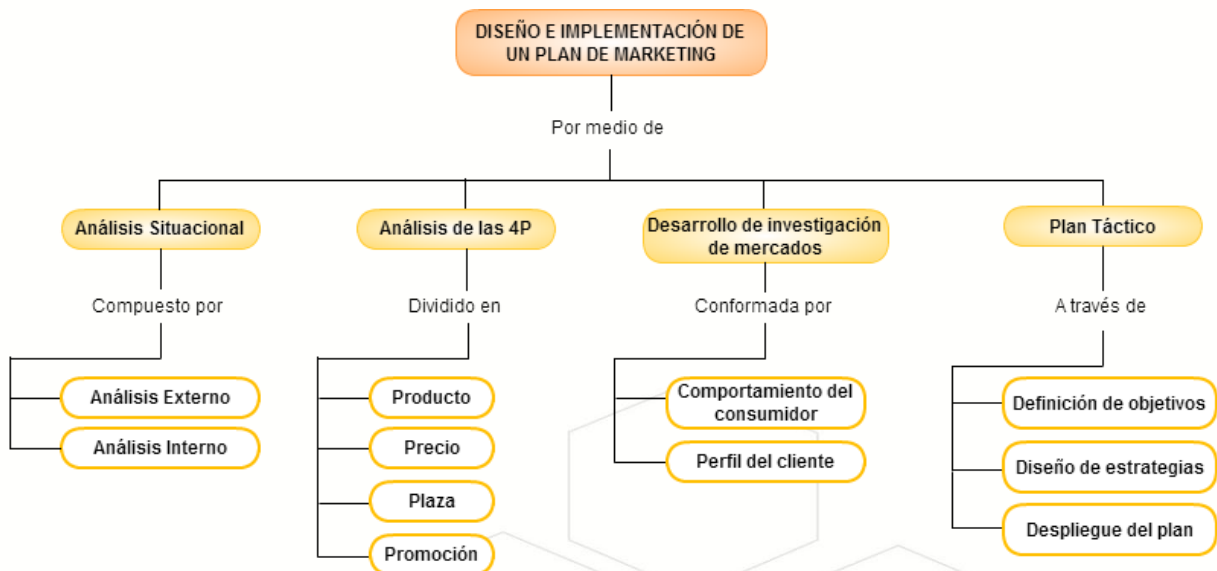 DISEÑO E IMPLEMENTACIÓN DE
UN PLAN DE MARKETING
Por medio de
Análisis Situacional
Análisis de las 4P
Desarrollo de investigación
de mercados
Plan Táctico
Compuesto por
Dividido en
Conformada por
A través de
Análisis Externo
Análisis Interno
Producto
Precio
Plaza
Promoción
Comportamiento del
consumidor
Perfil del cliente
Definición de objetivos
Diseño de estrategias
Despliegue del plan